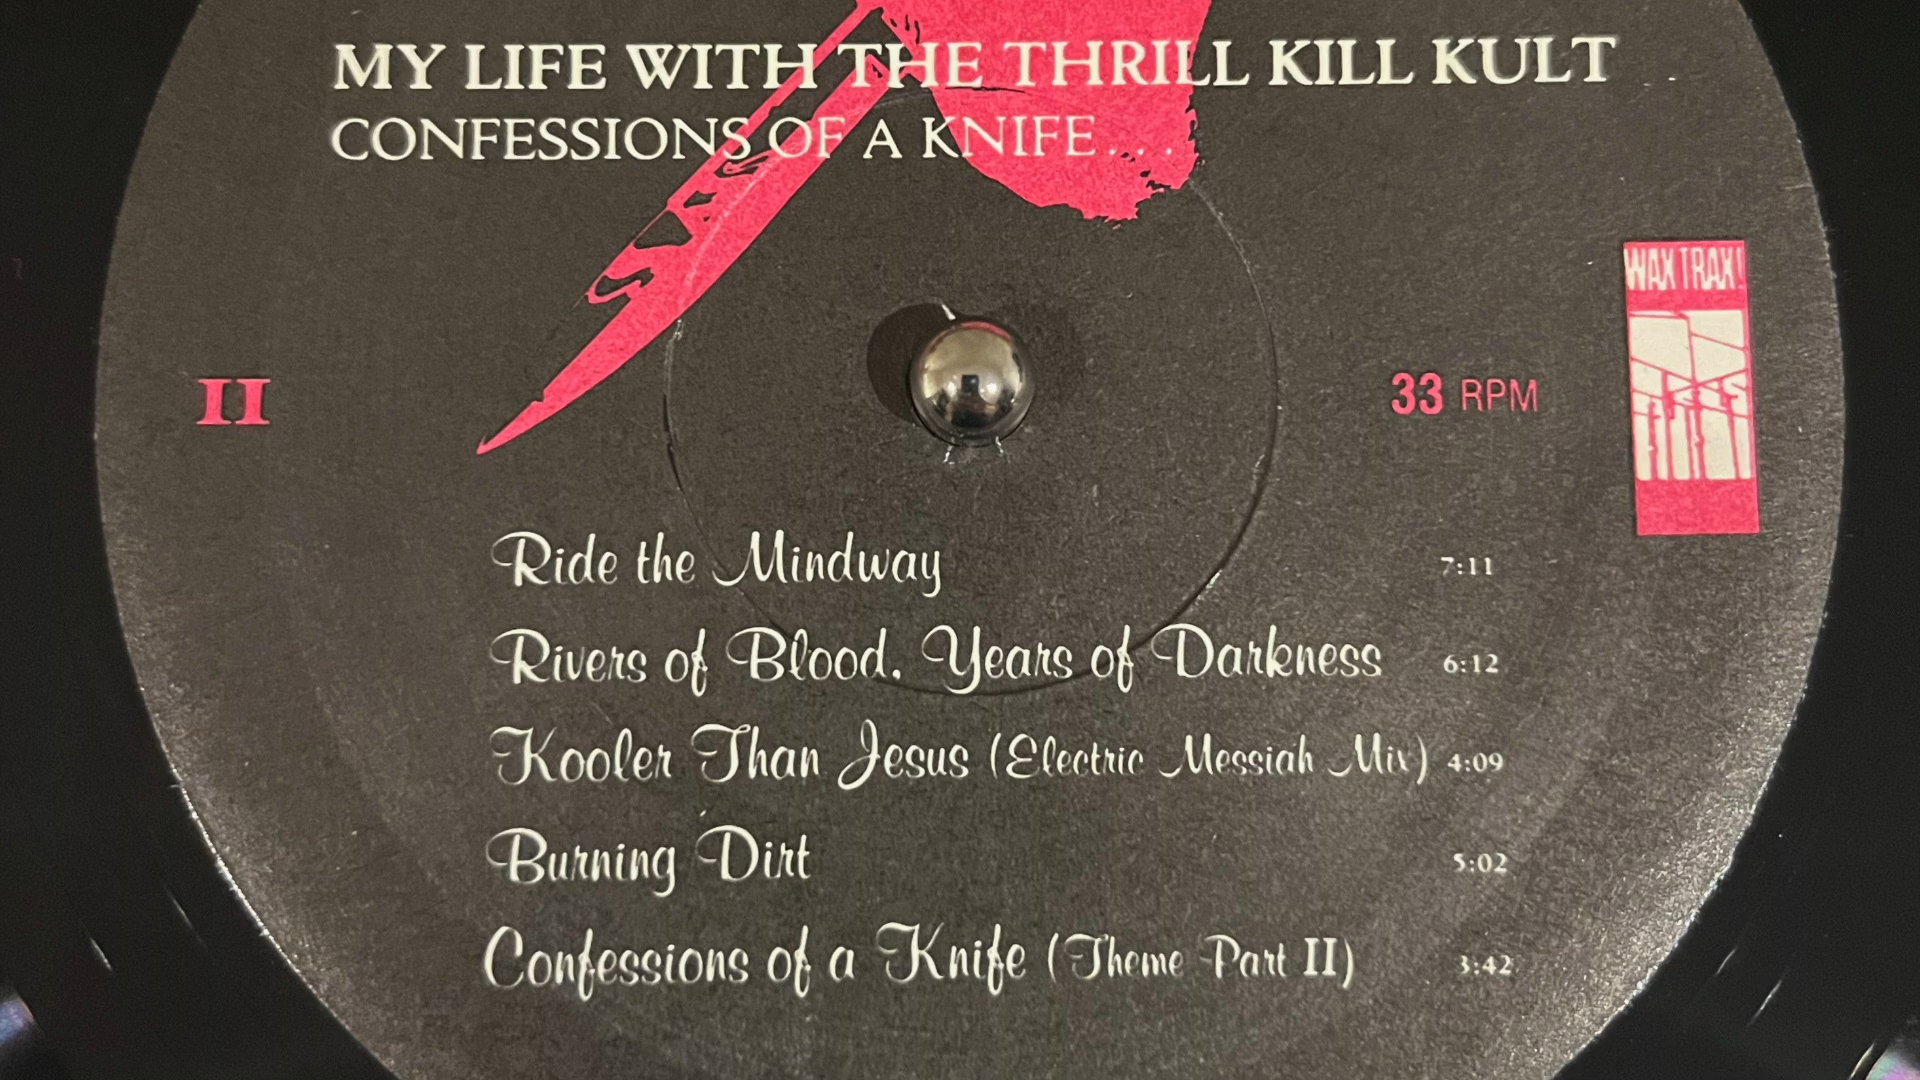 MY LIFE WITH THE THRILL KILL KULT
CONFESSIONS OF A KNIFE...
WAX TRAX!
II
33 RPM
Ride the Mindway 7:11
Rivers of Blood, Years of Darkness 6:12
Kooler Than Jesus (Electric Messiah Mix) 4:09
Burning Dirt 5:02
Confessions of a Knife (Theme Part II) 3:42